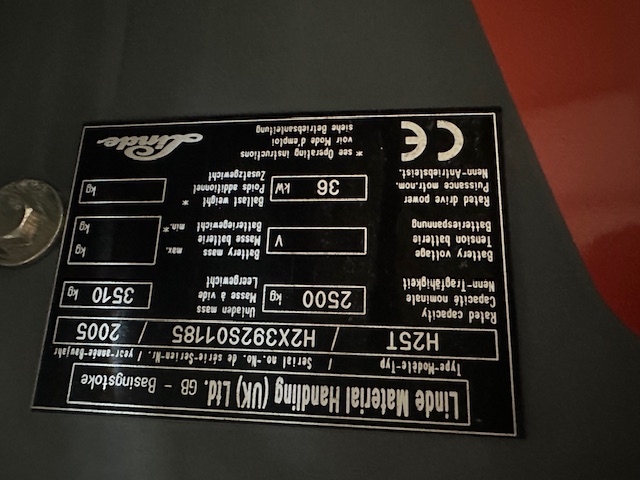 Linde Material Handling (UK) Ltd. GB - Basingstoke
Type-Modèle-Typ / Serial no.-No. de série-Serien-Nr. / year-année-Baujahr
H25T / H2X392S01185 / 2005
Rated capacity
Capacité nominale
Nenn-Tragfähigkeit
2500 kg
Unladen mass
Masse à vide
Leergewicht
3510 kg
Battery voltage
Tension batterie
Batteriespannung
V
Battery mass
Masse batterie
Batteriegewicht
max.
min.*
kg
kg
Rated drive power
Puissance mot.nom.
Nenn-Antriebsleist.
36 kW
Ballast weight
Poids additionnel
Zusatzgewicht
*
kg
CE
* see Operating instructions
voir Mode d'emploi
siehe Betriebsanleitung
Linde